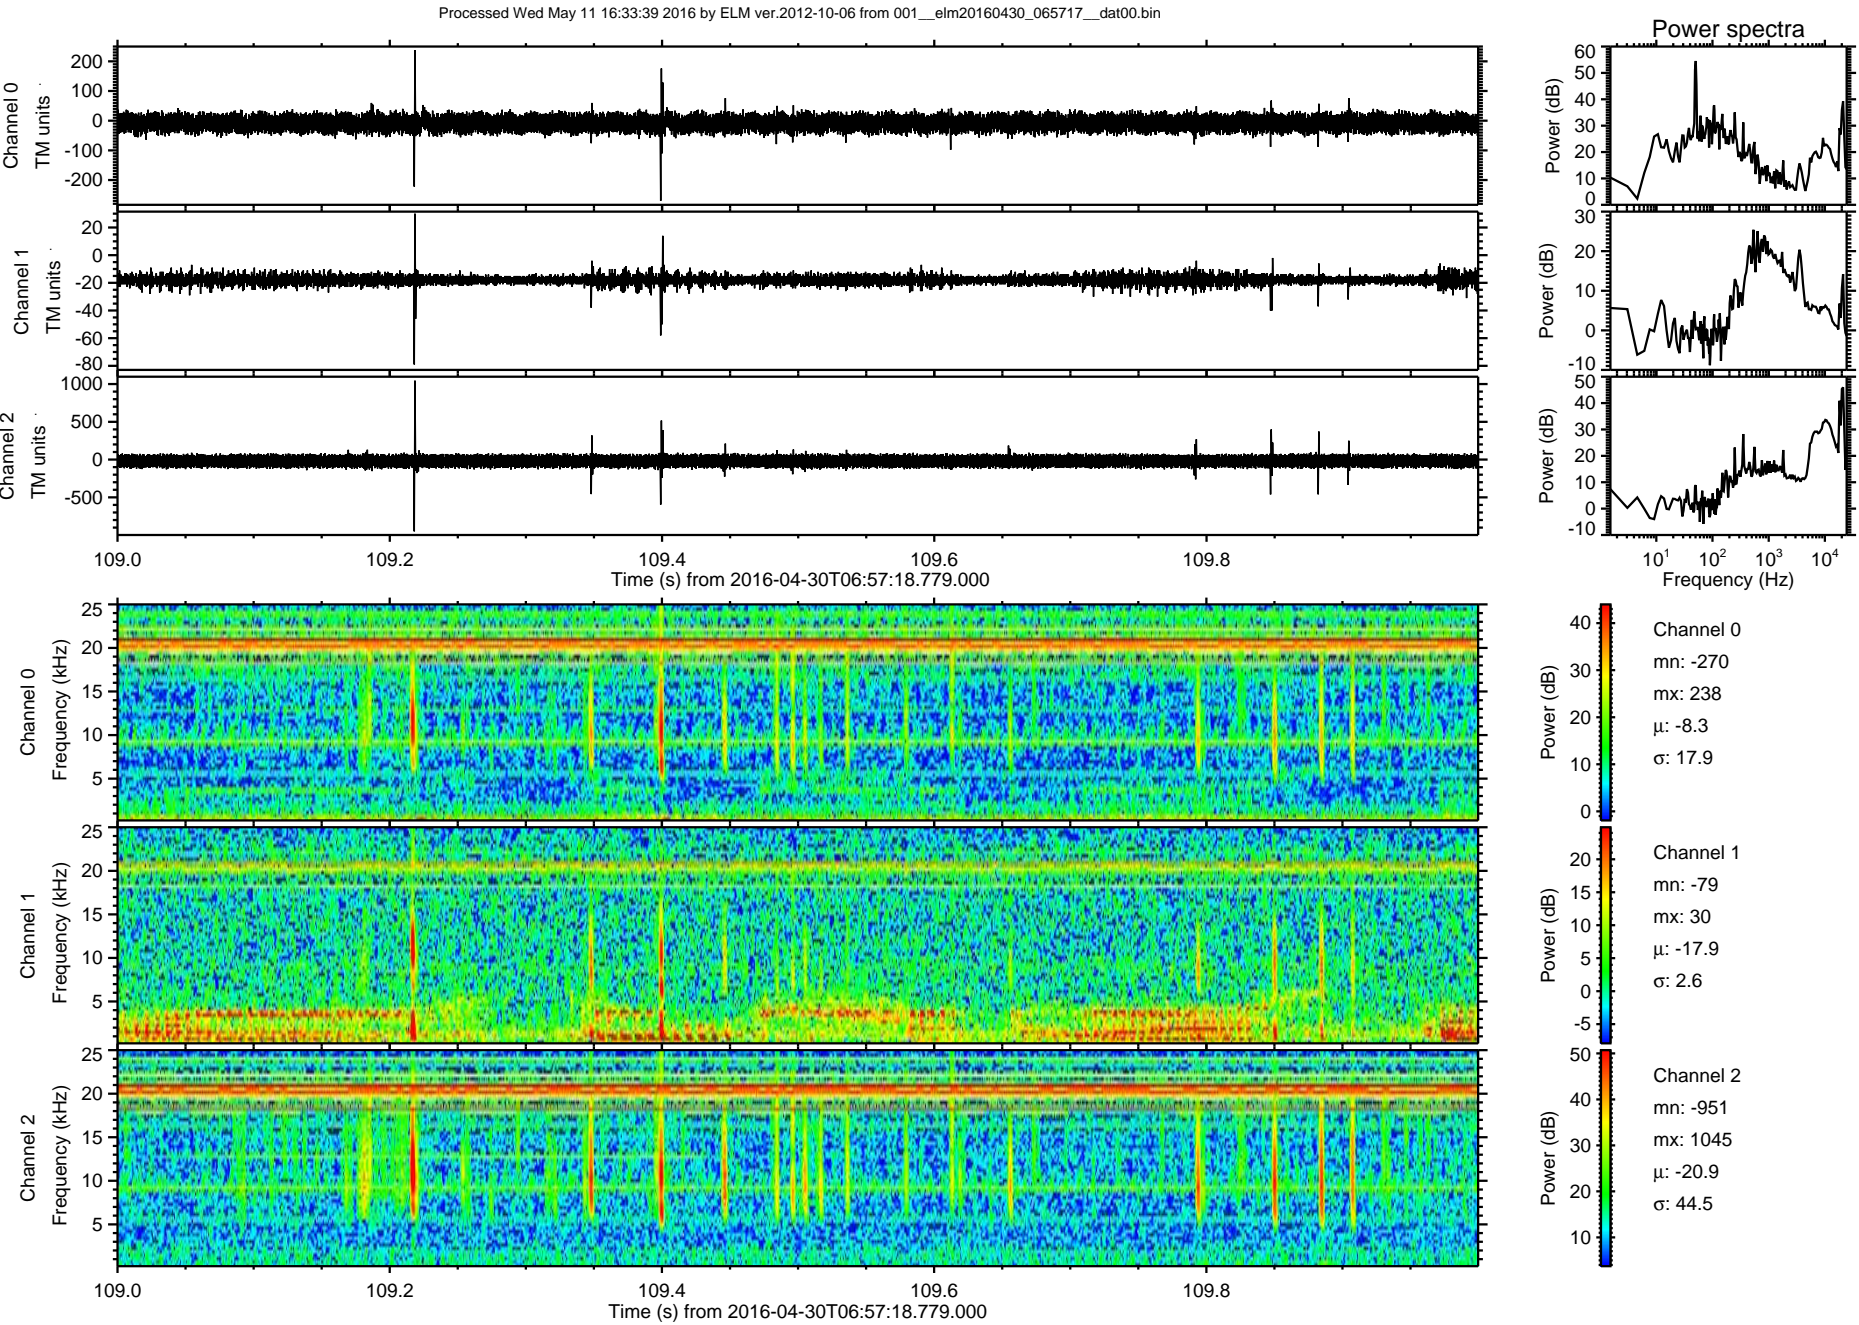 Processed Wed May 11 16:33:39 2016 by ELM ver.2012-10-06 from 001__elm20160430_065717__dat00.bin
Power spectra
Channel 0
TM units
200
100
0
-100
-200
Power (dB)
60
50
40
30
20
10
0
Channel 1
TM units
20
0
-20
-40
-60
-80
Power (dB)
30
20
10
0
-10
Channel 2
TM units
1000
500
0
-500
Power (dB)
50
40
30
20
10
0
-10
109.0 109.2 109.4 109.6 109.8
Time (s) from 2016-04-30T06:57:18.779.000
10¹ 10² 10³ 10⁴
Frequency (Hz)
Channel 0
Frequency (kHz)
25
20
15
10
5
Power (dB)
40
30
20
10
0
Channel 0
mn: -270
mx: 238
µ: -8.3
σ: 17.9
Channel 1
Frequency (kHz)
25
20
15
10
5
Power (dB)
20
15
10
5
0
-5
Channel 1
mn: -79
mx: 30
µ: -17.9
σ: 2.6
Channel 2
Frequency (kHz)
25
20
15
10
5
Power (dB)
50
40
30
20
10
Channel 2
mn: -951
mx: 1045
µ: -20.9
σ: 44.5
109.0 109.2 109.4 109.6 109.8
Time (s) from 2016-04-30T06:57:18.779.000